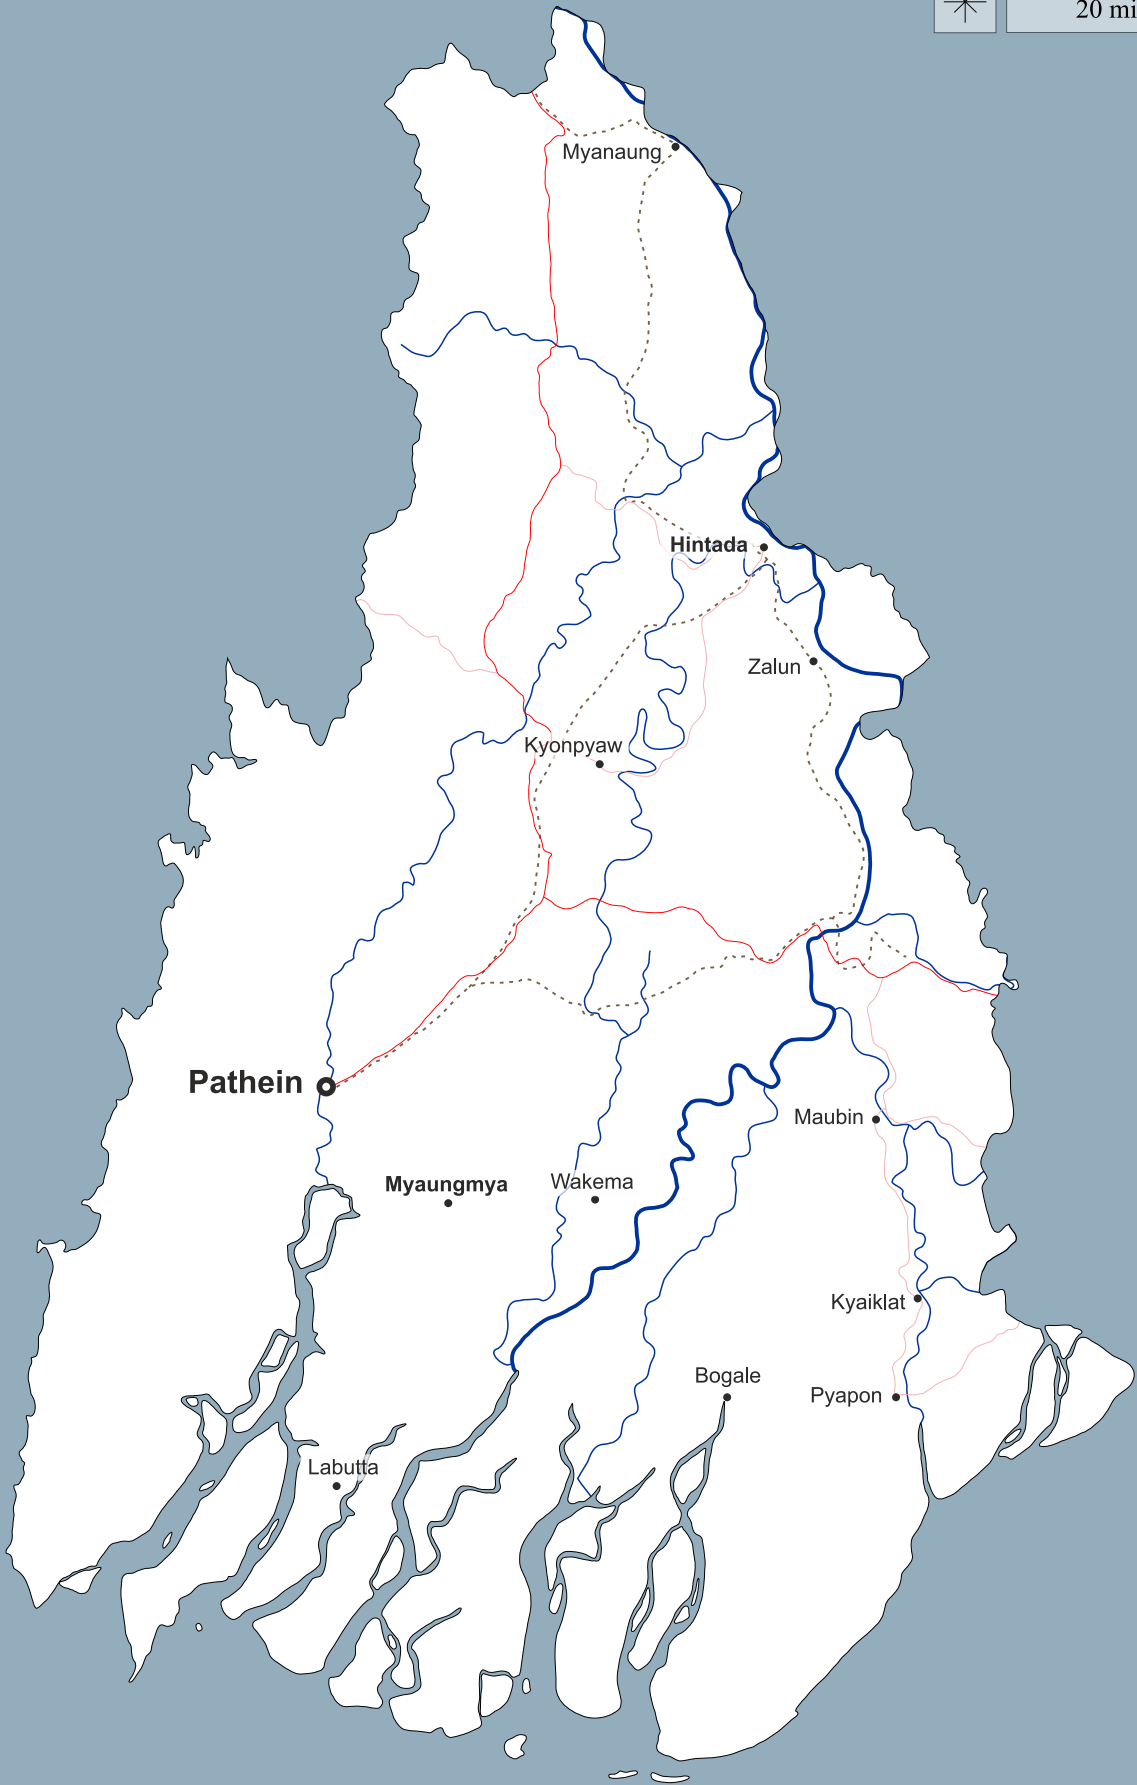 20 mi
Myanaung
Hintada
Zalun
Kyonpyaw
Pathein
Maubin
Myaungmya
Wakema
Kyaiklat
Bogale
Pyapon
Labutta